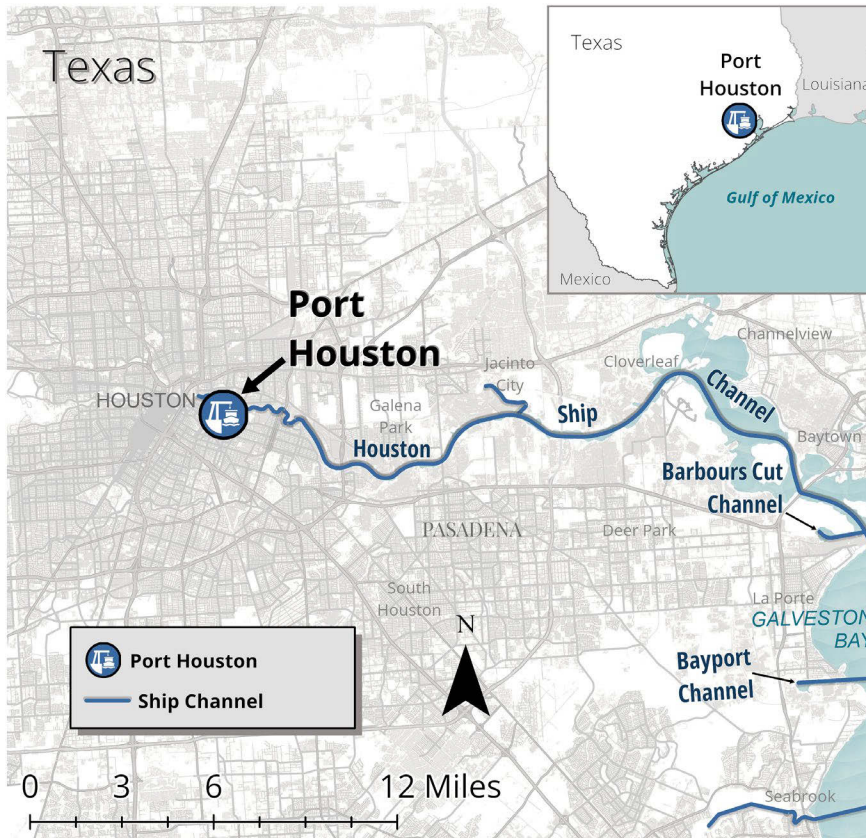 Texas
Texas
Port
Houston
Louisiana
Gulf of Mexico
Mexico
Port
Houston
HOUSTON
Jacinto
City
Cloverleaf
Channelview
Channel
Ship
Galena
Park
Houston
Baytown
Barbours Cut
Channel
PASADENA
Deer Park
South
Houston
La Porte
GALVESTON
BAY
N
Bayport
Channel
Port Houston
Ship Channel
0 3 6 12 Miles
Seabrook